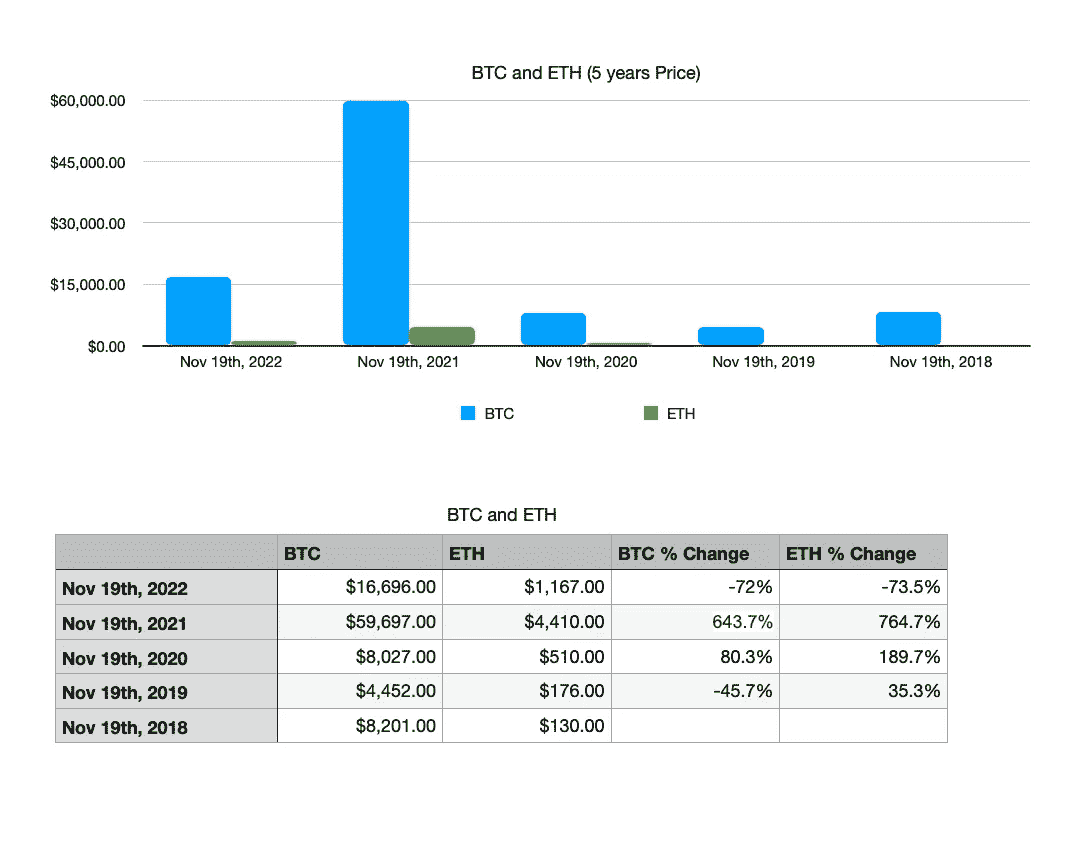 BTC and ETH (5 years Price)
$60,000.00
$45,000.00
$30,000.00
$15,000.00
$0.00
Nov 19th, 2022 Nov 19th, 2021 Nov 19th, 2020 Nov 19th, 2019 Nov 19th, 2018
BTC ETH
BTC and ETH
BTC ETH BTC % Change ETH % Change
Nov 19th, 2022 $16,696.00 $1,167.00 -72% -73.5%
Nov 19th, 2021 $59,697.00 $4,410.00 643.7% 764.7%
Nov 19th, 2020 $8,027.00 $510.00 80.3% 189.7%
Nov 19th, 2019 $4,452.00 $176.00 -45.7% 35.3%
Nov 19th, 2018 $8,201.00 $130.00